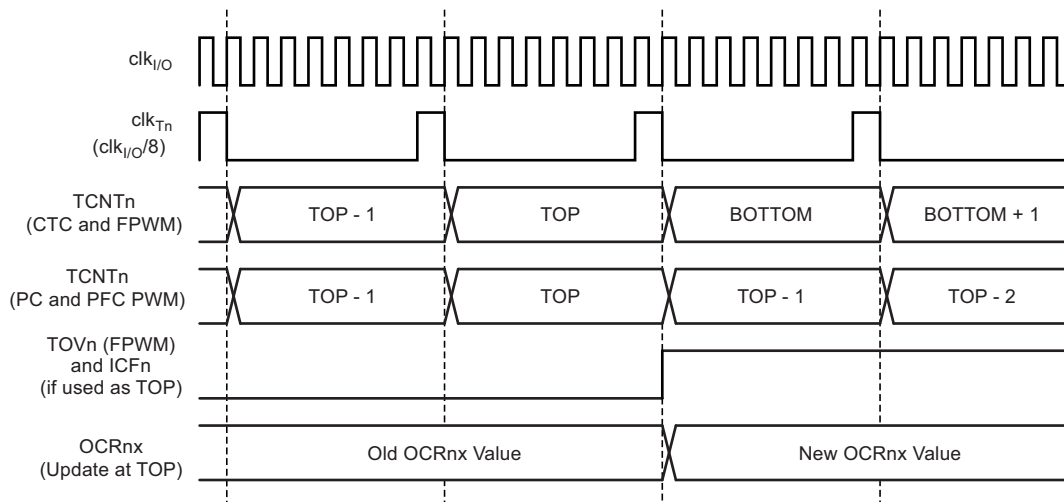 clkI/O
clkTn
(clkI/O/8)
TCNTn
(CTC and FPWM)
TOP - 1
TOP
BOTTOM
BOTTOM + 1
TCNTn
(PC and PFC PWM)
TOP - 1
TOP
TOP - 1
TOP - 2
TOVn (FPWM)
and ICFn
(if used as TOP)
OCRnx
(Update at TOP)
Old OCRnx Value
New OCRnx Value